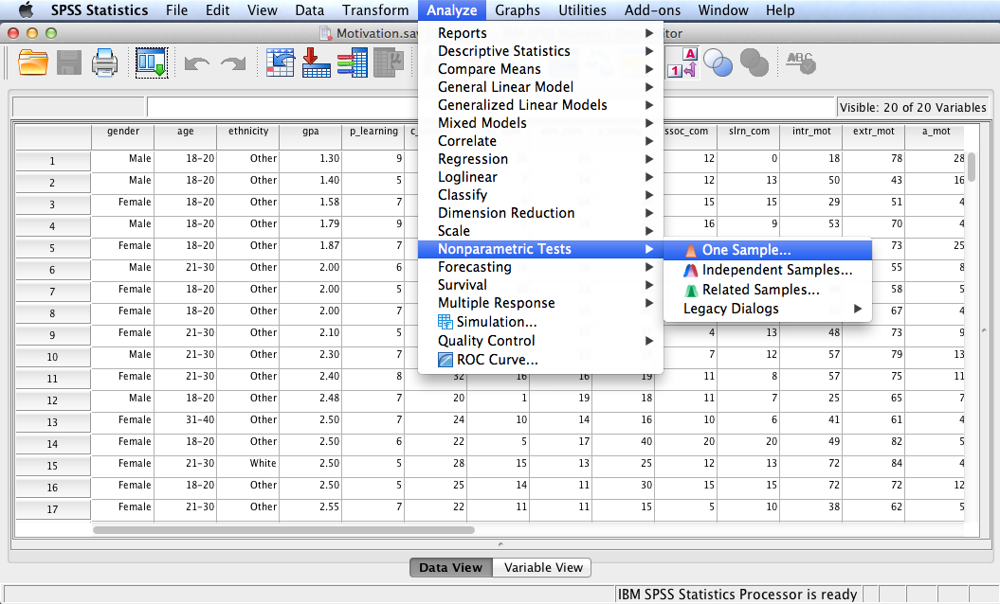 SPSS Statistics File Edit View Data Transform Analyze Graphs Utilities Add-ons Window Help
Motivation.sav
Reports
Descriptive Statistics
Compare Means
General Linear Model
Generalized Linear Models
Mixed Models
Correlate
Regression
Loglinear
Classify
Dimension Reduction
Scale
Nonparametric Tests
Forecasting
Survival
Multiple Response
Simulation...
Quality Control
ROC Curve...
One Sample...
Independent Samples...
Related Samples...
Legacy Dialogs
Visible: 20 of 20 Variables
gender age ethnicity gpa p_learning slrn_com intr_mot extr_mot a_mot
1 Male 18-20 Other 1.30 9 12 0 18 78 28
2 Male 18-20 Other 1.40 5 12 13 50 43 16
3 Female 18-20 Other 1.58 7 15 15 29 51 4
4 Male 18-20 Other 1.79 9 16 9 53 70 4
5 Female 18-20 Other 1.87 7 73 25
6 Male 21-30 Other 2.00 6 55 8
7 Female 18-20 Other 2.00 5 58 5
8 Female 18-20 Other 2.00 7 67 4
9 Female 21-30 Other 2.10 5 4 13 48 73 9
10 Male 21-30 Other 2.30 7 7 12 57 79 13
11 Female 21-30 Other 2.40 8 32 16 16 19 11 8 57 75 11
12 Male 18-20 Other 2.48 7 20 1 19 18 11 7 25 65 7
13 Female 31-40 Other 2.50 7 24 10 14 16 10 6 41 61 4
14 Female 18-20 Other 2.50 6 22 5 17 40 20 20 49 82 5
15 Female 21-30 White 2.50 5 28 15 13 25 12 13 72 84 4
16 Female 18-20 Other 2.50 5 25 14 11 30 15 15 72 72 12
17 Female 21-30 Other 2.55 7 22 11 11 15 5 10 38 62 5
Data View Variable View
IBM SPSS Statistics Processor is ready